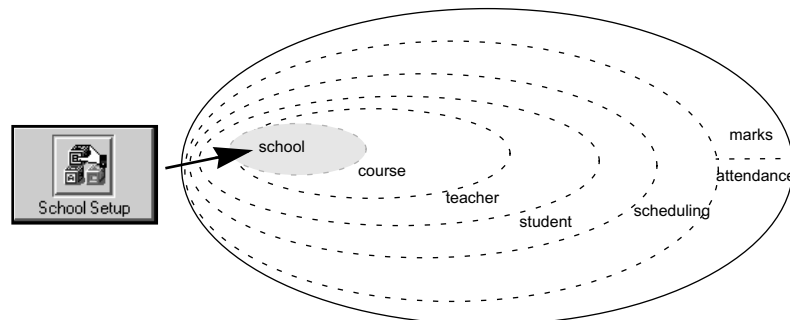 school
course
teacher
student
scheduling
marks
attendance
School Setup